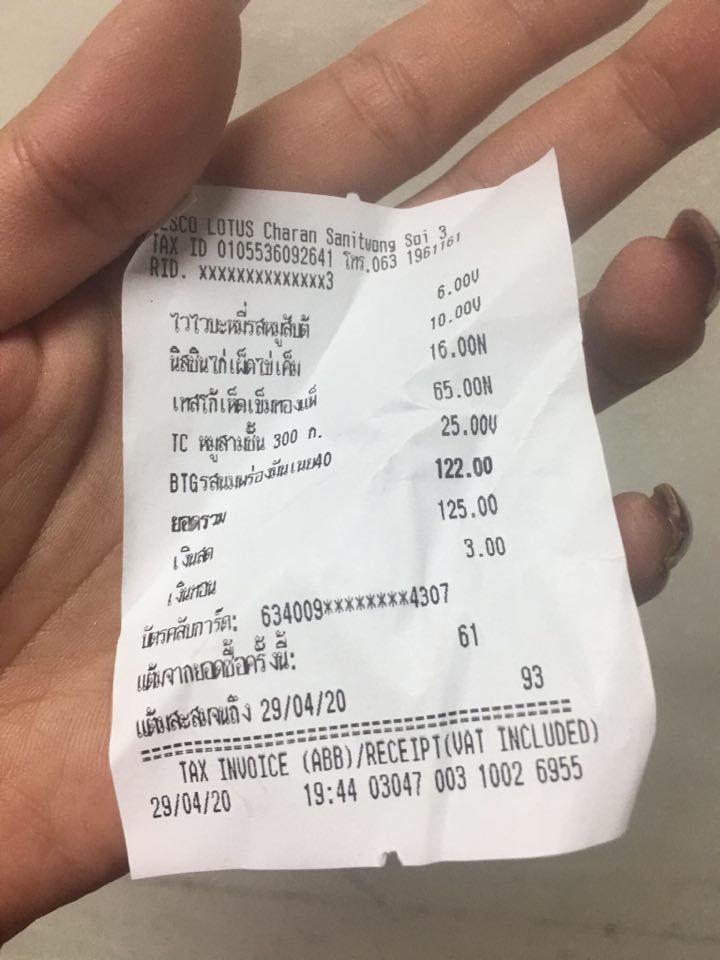 ESCO LOTUS Charan Sanitwong Soi 3
TAX ID 0105536092641 โทร.063 1961161
RID. xxxxxxxxxxxxxx3
ไวไวบะหมี่รสหมูสับต้ 6.00V
นิสชินไก่เผ็ดไข่เค็ม 10.00V
เทสโก้เห็ดเข็มทองแพ็ 16.00N
TC หมูสามชั้น 300 ก. 65.00N
BTGรสนมพร่องมันเนย40 25.00V
ยอดรวม 122.00
เงินสด 125.00
เงินทอน 3.00
บัตรคลับการ์ด: 634009********4307
แต้มจากยอดซื้อครั้งนี้: 61
แต้มสะสมจนถึง 29/04/20 93
========================================
TAX INVOICE (ABB)/RECEIPT(VAT INCLUDED)
29/04/20 19:44 03047 003 1002 6955